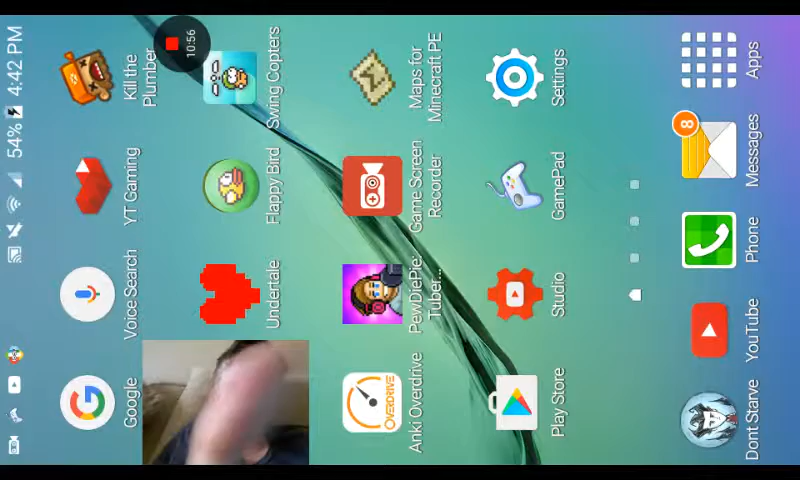 54% 4:42 PM
10:56
Google
Voice Search
YT Gaming
Kill the
Plumber
Undertale
Flappy Bird
Swing Copters
OVERDRIVE
Anki Overdrive
PewDiePie:
Tuber...
Game Screen
Recorder
Maps for
Minecraft PE
Play Store
Studio
GamePad
Settings
Dont Starve
YouTube
Phone
8
Messages
Apps